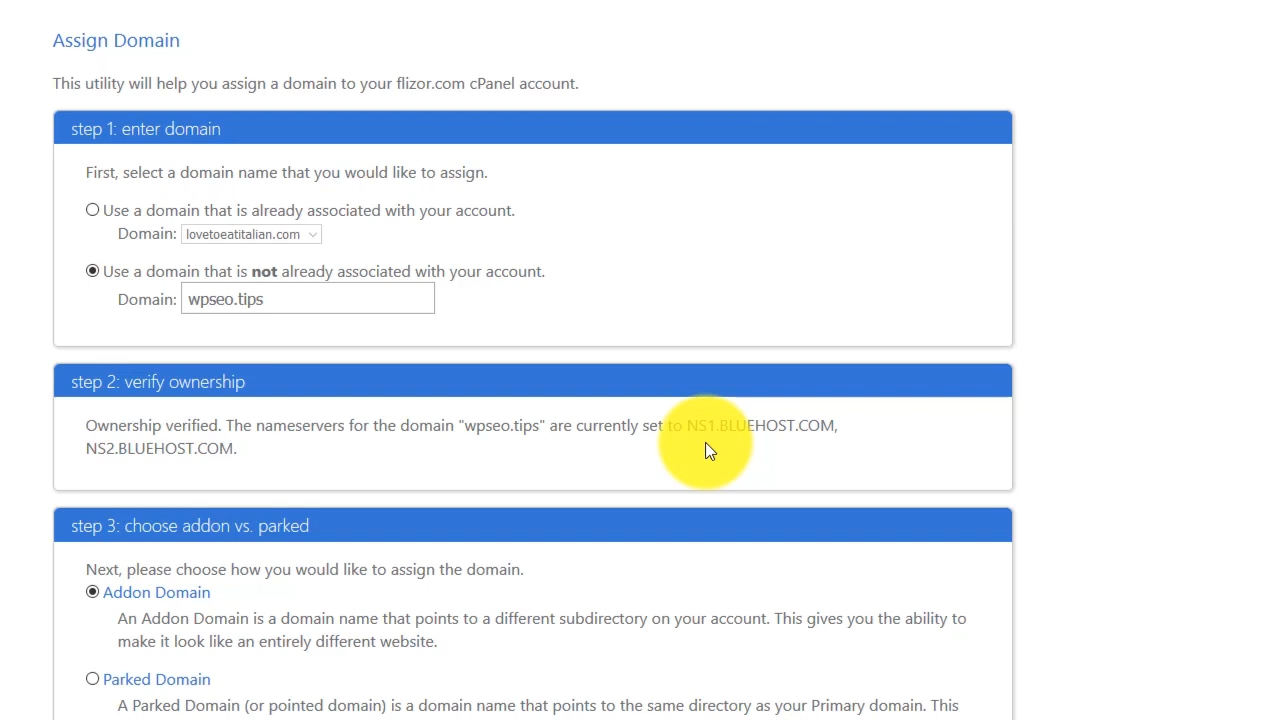 Assign Domain
This utility will help you assign a domain to your flizor.com cPanel account.
step 1: enter domain
First, select a domain name that you would like to assign.
Use a domain that is already associated with your account.
Domain: lovetoeatitalian.com
Use a domain that is not already associated with your account.
Domain: wpseo.tips
step 2: verify ownership
Ownership verified. The nameservers for the domain "wpseo.tips" are currently set to NS1.BLUEHOST.COM,
NS2.BLUEHOST.COM.
step 3: choose addon vs. parked
Next, please choose how you would like to assign the domain.
Addon Domain
An Addon Domain is a domain name that points to a different subdirectory on your account. This gives you the ability to
make it look like an entirely different website.
Parked Domain
A Parked Domain (or pointed domain) is a domain name that points to the same directory as your Primary domain. This